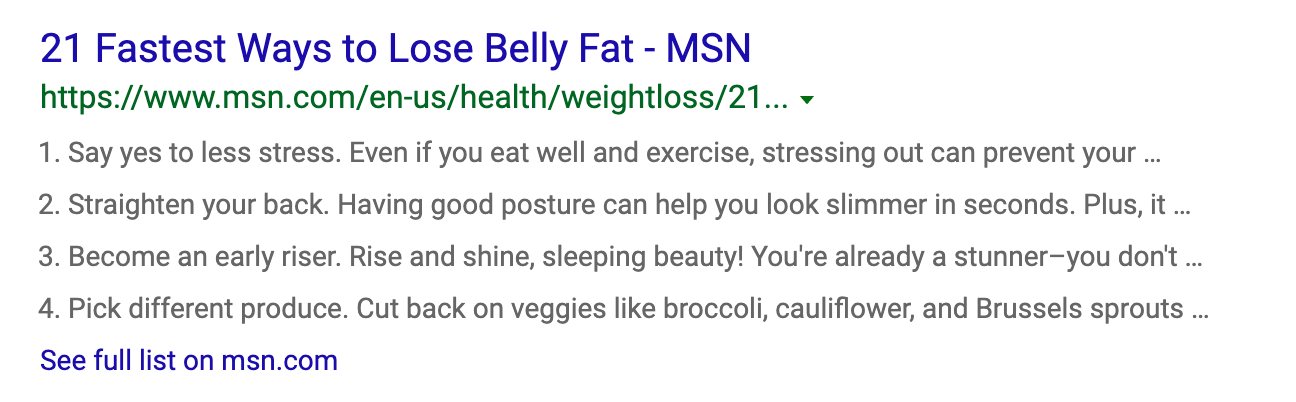 21 Fastest Ways to Lose Belly Fat - MSN
https://www.msn.com/en-us/health/weightloss/21...
1. Say yes to less stress. Even if you eat well and exercise, stressing out can prevent your ...
2. Straighten your back. Having good posture can help you look slimmer in seconds. Plus, it ...
3. Become an early riser. Rise and shine, sleeping beauty! You're already a stunner–you don't ...
4. Pick different produce. Cut back on veggies like broccoli, cauliflower, and Brussels sprouts ...
See full list on msn.com